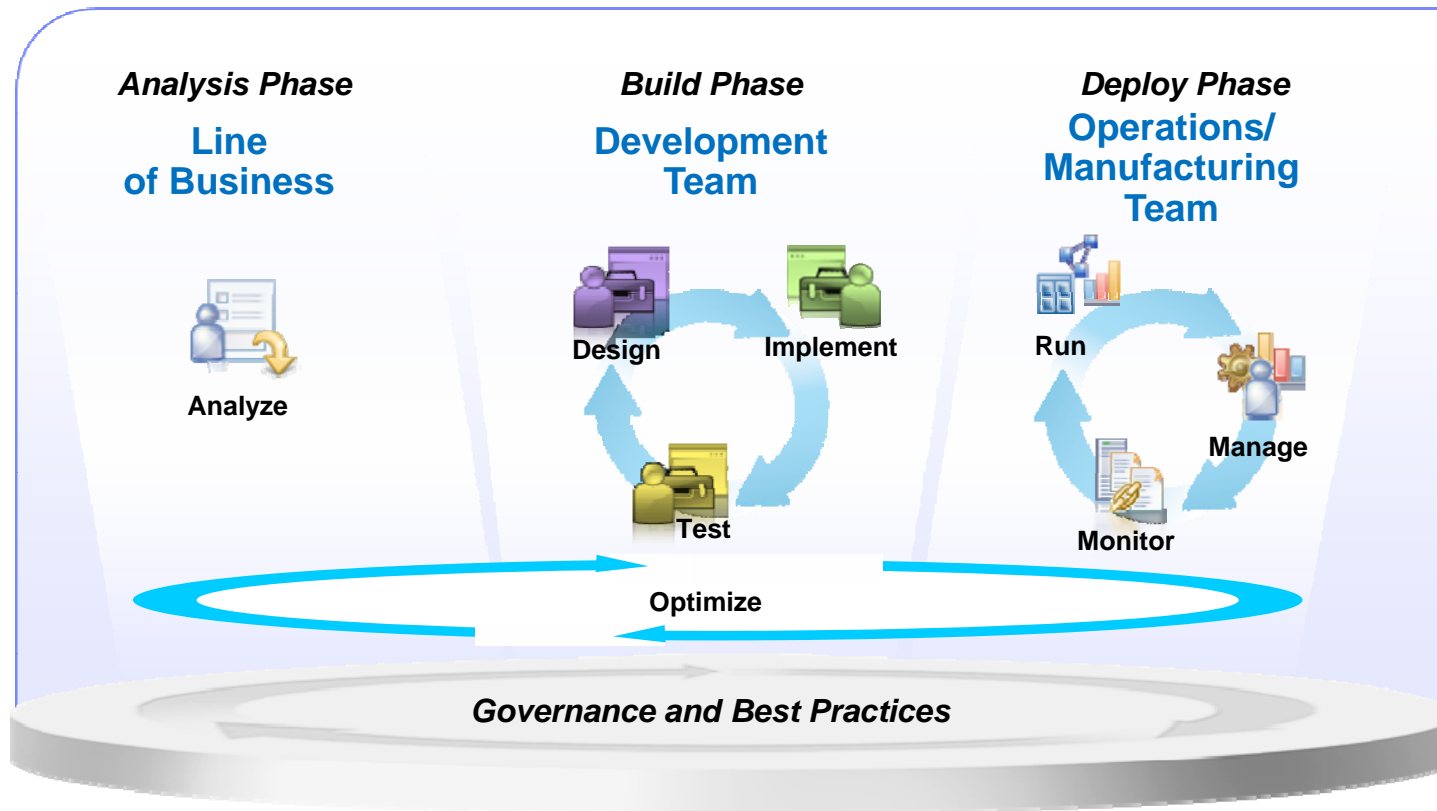 Analysis Phase
Line
of Business
Analyze
Build Phase
Development
Team
Design
Implement
Test
Deploy Phase
Operations/
Manufacturing
Team
Run
Manage
Monitor
Optimize
Governance and Best Practices